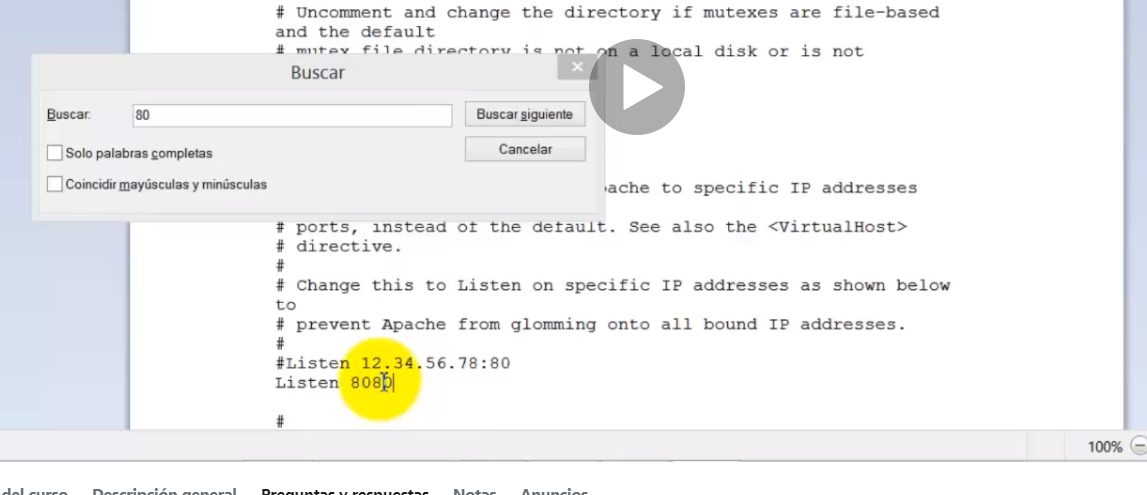 # Uncomment and change the directory if mutexes are file-based
and the default
# mutex file directory is not on a local disk or is not
Buscar
Buscar:
80
Buscar siguiente
Solo palabras completas
Cancelar
Coincidir mayúsculas y minúsculas
to specific IP addresses
# ports, instead of the default. See also the <VirtualHost>
# directive.
#
# Change this to Listen on specific IP addresses as shown below
to
# prevent Apache from glomming onto all bound IP addresses.
#
#Listen 12.34.56.78:80
Listen 8080
#
100%
del curso Descripción general Preguntas y respuestas Notas Anuncios